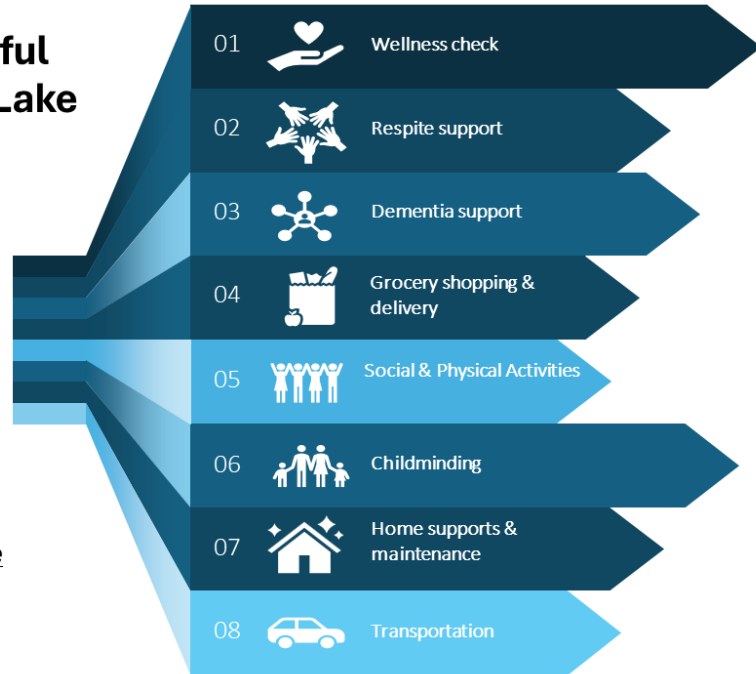 ful
Lake
01 Wellness check
02 Respite support
03 Dementia support
04 Grocery shopping &
delivery
05 Social & Physical Activities
06 Childminding
07 Home supports &
maintenance
e
08 Transportation